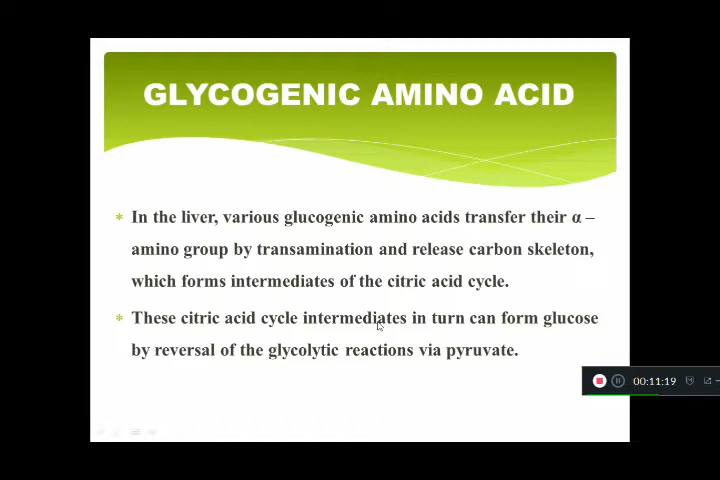 GLYCOGENIC AMINO ACID
* In the liver, various glucogenic amino acids transfer their α –
amino group by transamination and release carbon skeleton,
which forms intermediates of the citric acid cycle.
* These citric acid cycle intermediates in turn can form glucose
by reversal of the glycolytic reactions via pyruvate.
00:11:19